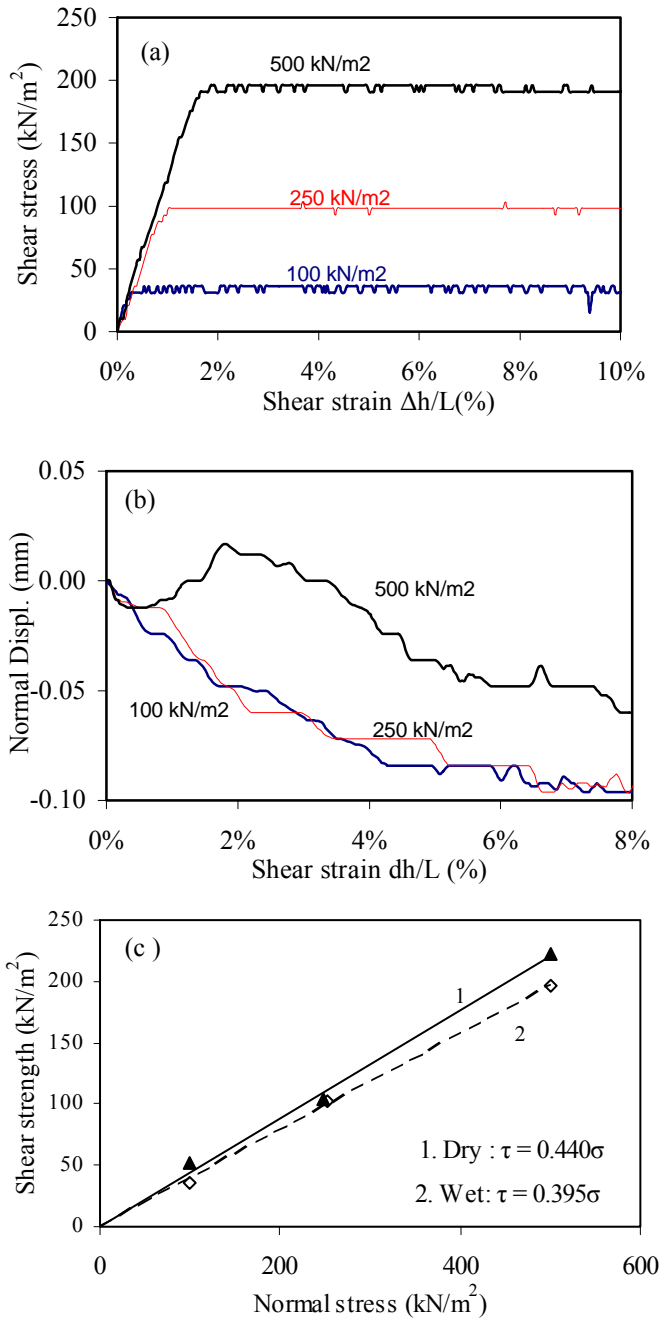 250
(a)
500 kN/m2
200
150
250 kN/m2
100
100 kN/m2
50
0
Shear stress (kN/m²)
0% 2% 4% 6% 8% 10%
Shear strain Δh/L(%)
0.05
(b)
0.00
500 kN/m2
-0.05
100 kN/m2
250 kN/m2
-0.10
Normal Displ. (mm)
0% 2% 4% 6% 8%
Shear strain dh/L (%)
250
(c )
200
1
2
150
100
50
1. Dry : τ = 0.440σ
2. Wet: τ = 0.395σ
0
Shear strength (kN/m²)
0 200 400 600
Normal stress (kN/m²)